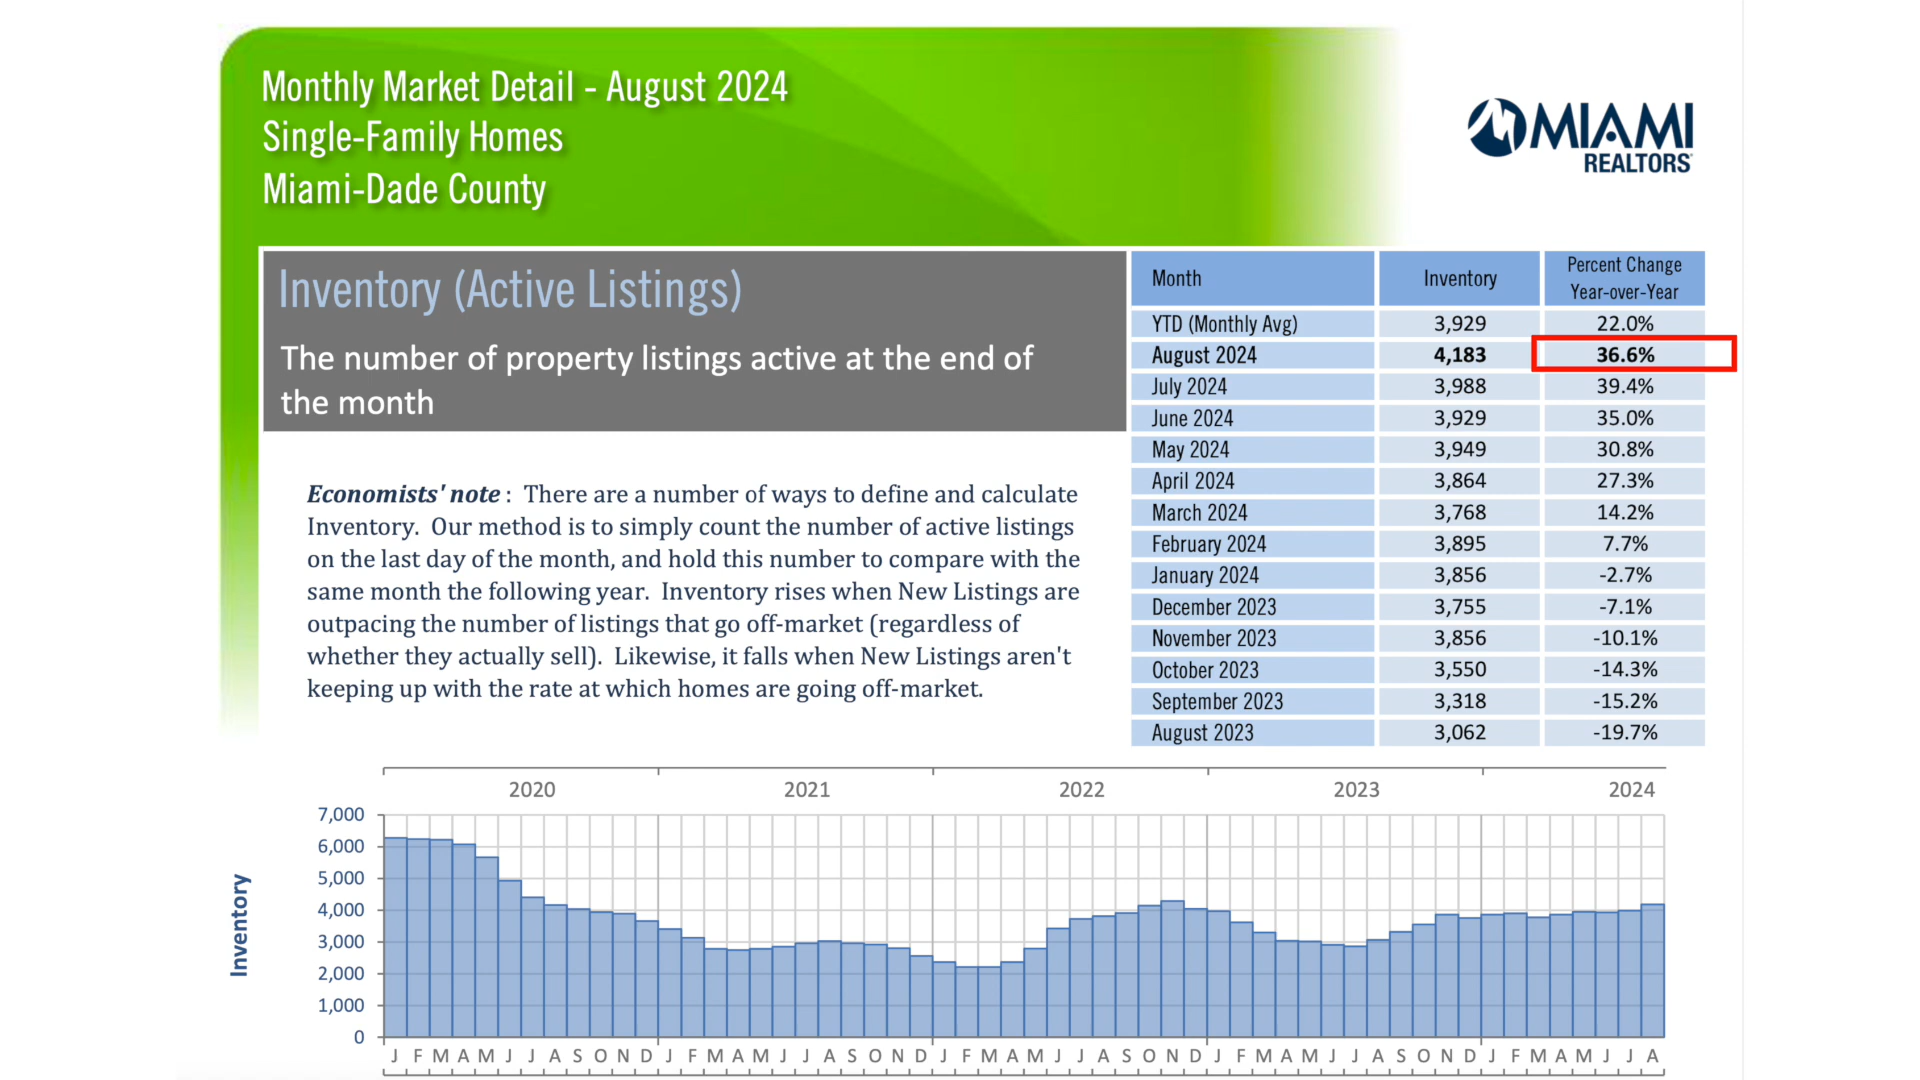 Monthly Market Detail - August 2024
Single-Family Homes
Miami-Dade County
MIAMI
REALTORS®
Inventory (Active Listings)
The number of property listings active at the end of
the month
Economists' note : There are a number of ways to define and calculate
Inventory. Our method is to simply count the number of active listings
on the last day of the month, and hold this number to compare with the
same month the following year. Inventory rises when New Listings are
outpacing the number of listings that go off-market (regardless of
whether they actually sell). Likewise, it falls when New Listings aren't
keeping up with the rate at which homes are going off-market.
Month Inventory Percent Change
Year-over-Year
YTD (Monthly Avg) 3,929 22.0%
August 2024 4,183 36.6%
July 2024 3,988 39.4%
June 2024 3,929 35.0%
May 2024 3,949 30.8%
April 2024 3,864 27.3%
March 2024 3,768 14.2%
February 2024 3,895 7.7%
January 2024 3,856 -2.7%
December 2023 3,755 -7.1%
November 2023 3,856 -10.1%
October 2023 3,550 -14.3%
September 2023 3,318 -15.2%
August 2023 3,062 -19.7%
2020 2021 2022 2023 2024
Inventory
7,000
6,000
5,000
4,000
3,000
2,000
1,000
0
J F M A M J J A S O N D J F M A M J J A S O N D J F M A M J J A S O N D J F M A M J J A S O N D J F M A M J J A